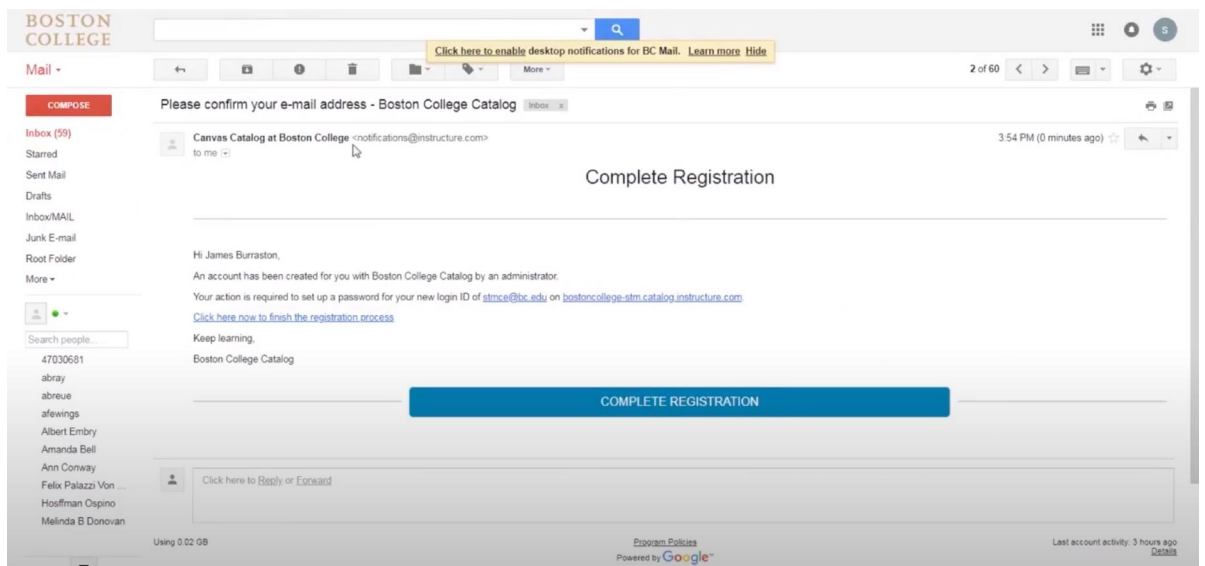 BOSTON
COLLEGE
Click here to enable desktop notifications for BC Mail. Learn more Hide
S
Mail
More
2 of 60
COMPOSE
Please confirm your e-mail address - Boston College Catalog Inbox x
Inbox (59)
Starred
Sent Mail
Drafts
Inbox/MAIL
Junk E-mail
Root Folder
More
Canvas Catalog at Boston College <notifications@instructure.com>
3:54 PM (0 minutes ago)
to me
Complete Registration
Hi James Burraston,
An account has been created for you with Boston College Catalog by an administrator.
Your action is required to set up a password for your new login ID of stmce@bc.edu on bostoncollege-stm.catalog.instructure.com.
Click here now to finish the registration process
Keep learning,
Boston College Catalog
COMPLETE REGISTRATION
Search people...
47030681
abray
abreue
afewings
Albert Embry
Amanda Bell
Ann Conway
Felix Palazzi Von ...
Hosffman Ospino
Melinda B Donovan
Click here to Reply or Forward
Using 0.02 GB
Program Policies
Powered by Google™
Last account activity: 3 hours ago
Details